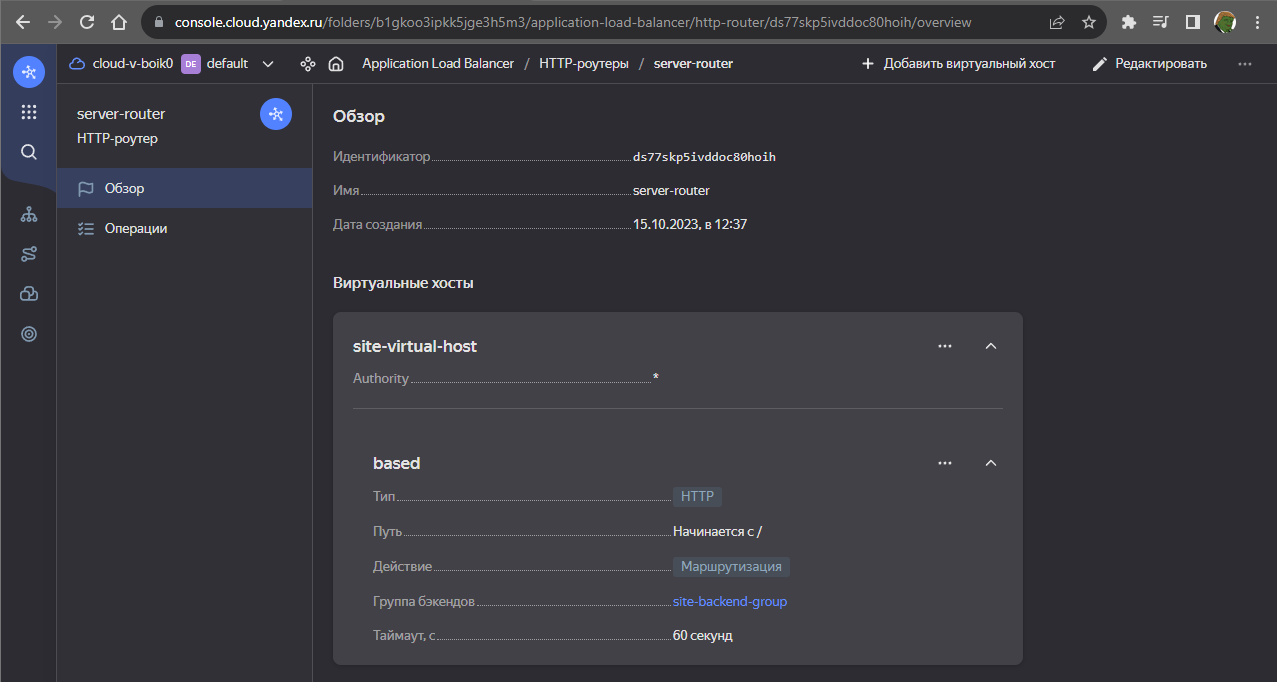 console.cloud.yandex.ru/folders/b1gkoo3ipkk5jge3h5m3/application-load-balancer/http-router/ds77skp5ivddoc80hoih/overview
cloud-v-boik0 DE default Application Load Balancer / HTTP-роутеры / server-router + Добавить виртуальный хост Редактировать
server-router
HTTP-роутер
Обзор
Операции
Обзор
Идентификатор ds77skp5ivddoc80hoih
Имя server-router
Дата создания 15.10.2023, в 12:37
Виртуальные хосты
site-virtual-host
Authority *
based
Тип HTTP
Путь Начинается с /
Действие Маршрутизация
Группа бэкендов site-backend-group
Таймаут, с 60 секунд